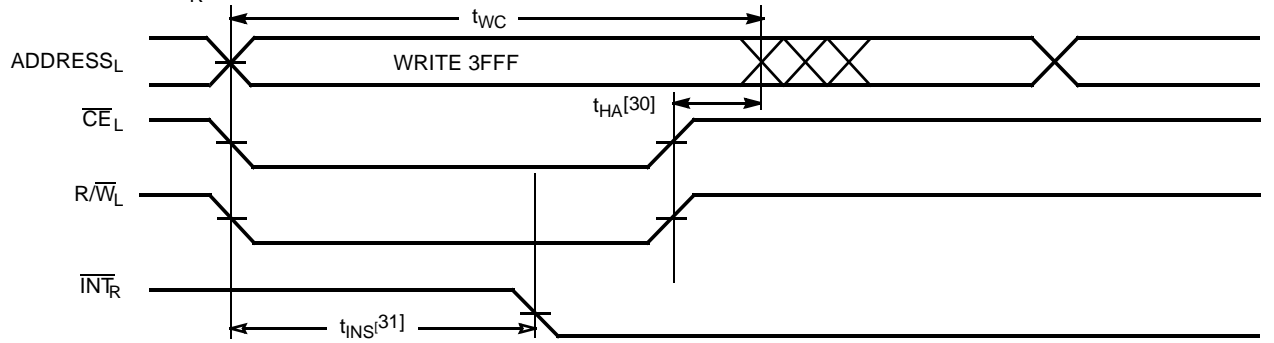 R
tWC
ADDRESSL
WRITE 3FFF
tHA[30]
CEL
R/WL
INTR
tINS[31]